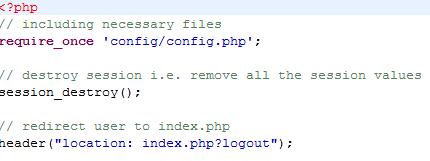 <?php
// including necessary files
require_once 'config/config.php';
// destroy session i.e. remove all the session values
session_destroy();
// redirect user to index.php
header("location: index.php?logout");